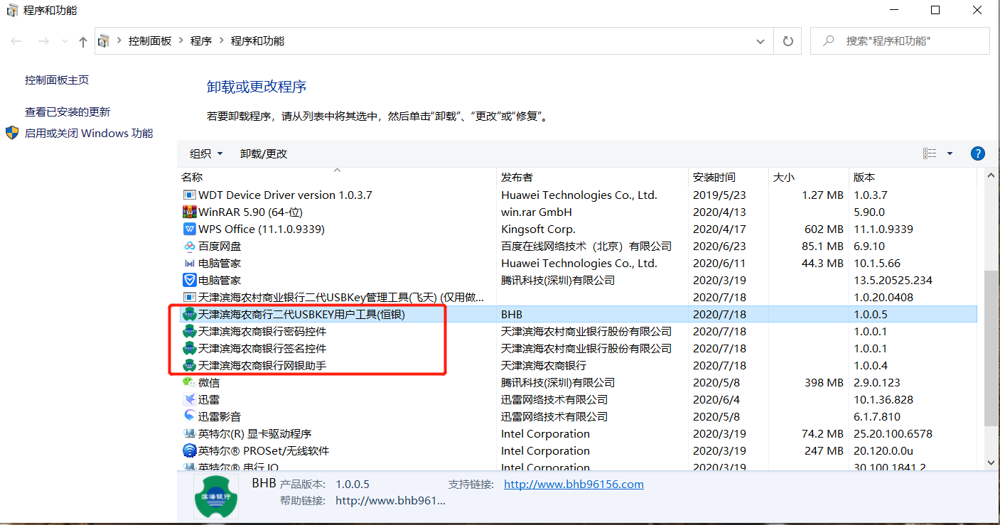 程序和功能
控制面板 程序 程序和功能
搜索"程序和功能"
控制面板主页
查看已安装的更新
启用或关闭 Windows 功能
卸载或更改程序
若要卸载程序，请从列表中将其选中，然后单击“卸载”、“更改”或“修复”。
组织 卸载/更改
名称 发布者 安装时间 大小 版本
WDT Device Driver version 1.0.3.7 Huawei Technologies Co., Ltd. 2019/5/23 1.27 MB 1.0.3.7
WinRAR 5.90 (64-位) win.rar GmbH 2020/4/13 5.90.0
WPS Office (11.1.0.9339) Kingsoft Corp. 2020/4/17 602 MB 11.1.0.9339
百度网盘 百度在线网络技术（北京）有限公司 2020/6/23 85.1 MB 6.9.10
电脑管家 Huawei Technologies Co., Ltd. 2020/6/11 44.3 MB 10.1.5.66
电脑管家 腾讯科技(深圳)有限公司 2020/3/19 13.5.20525.234
天津滨海农村商业银行二代USBKey管理工具(飞天) (仅用做... 2020/7/18 1.0.20.0408
天津滨海农商行二代USBKEY用户工具(恒银) BHB 2020/7/18 1.0.0.5
天津滨海农商银行密码控件 天津滨海农村商业银行股份有限公司 2020/7/18 1.0.0.1
天津滨海农商银行签名控件 天津滨海农村商业银行股份有限公司 2020/7/18 1.0.0.1
天津滨海农商银行网银助手 天津滨海农商银行 2020/7/18 1.0.0.4
微信 腾讯科技(深圳)有限公司 2020/5/8 398 MB 2.9.0.123
迅雷 迅雷网络技术有限公司 2020/6/4 10.1.36.828
迅雷影音 迅雷网络技术有限公司 2020/5/8 6.1.7.810
英特尔(R) 显卡驱动程序 Intel Corporation 2020/3/19 74.2 MB 25.20.100.6578
英特尔® PROSet/无线软件 Intel Corporation 2020/3/19 247 MB 20.120.0.0u
英特尔® 串行 IO Intel Corporation 2020/3/19 30.100.1841.2
滨海银行
BHB 产品版本: 1.0.0.5 支持链接: http://www.bhb96156.com
帮助链接: http://www.bhb961...